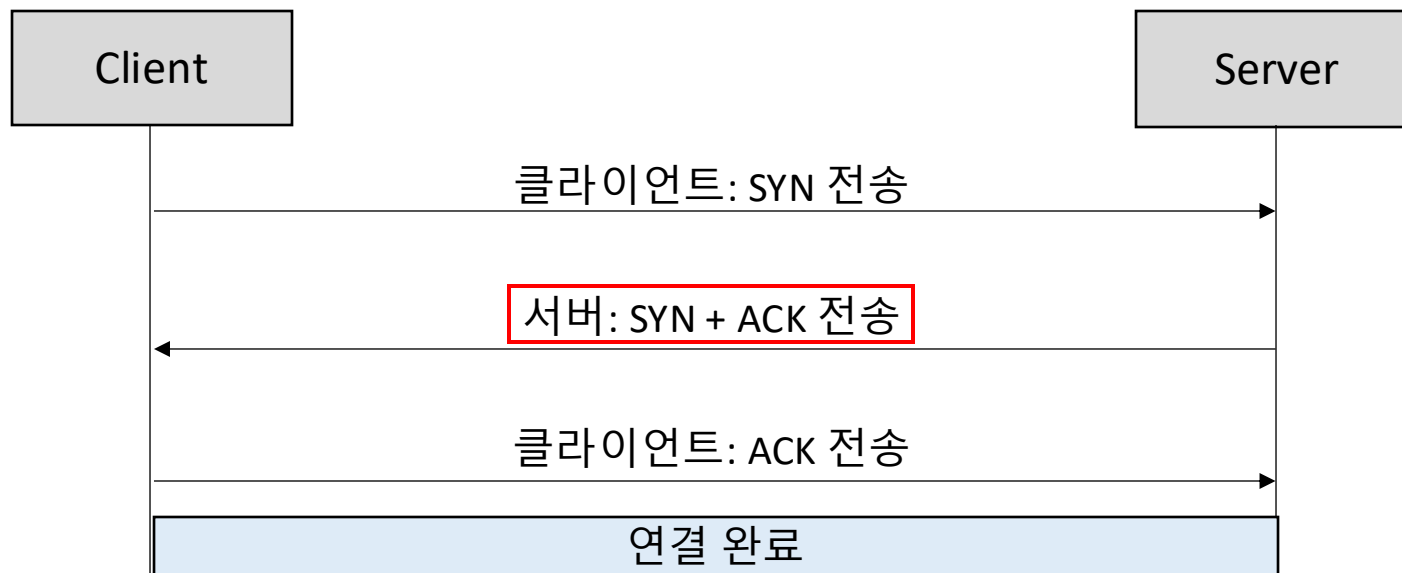 Client
Server
클라이언트: SYN 전송
서버: SYN + ACK 전송
클라이언트: ACK 전송
연결 완료